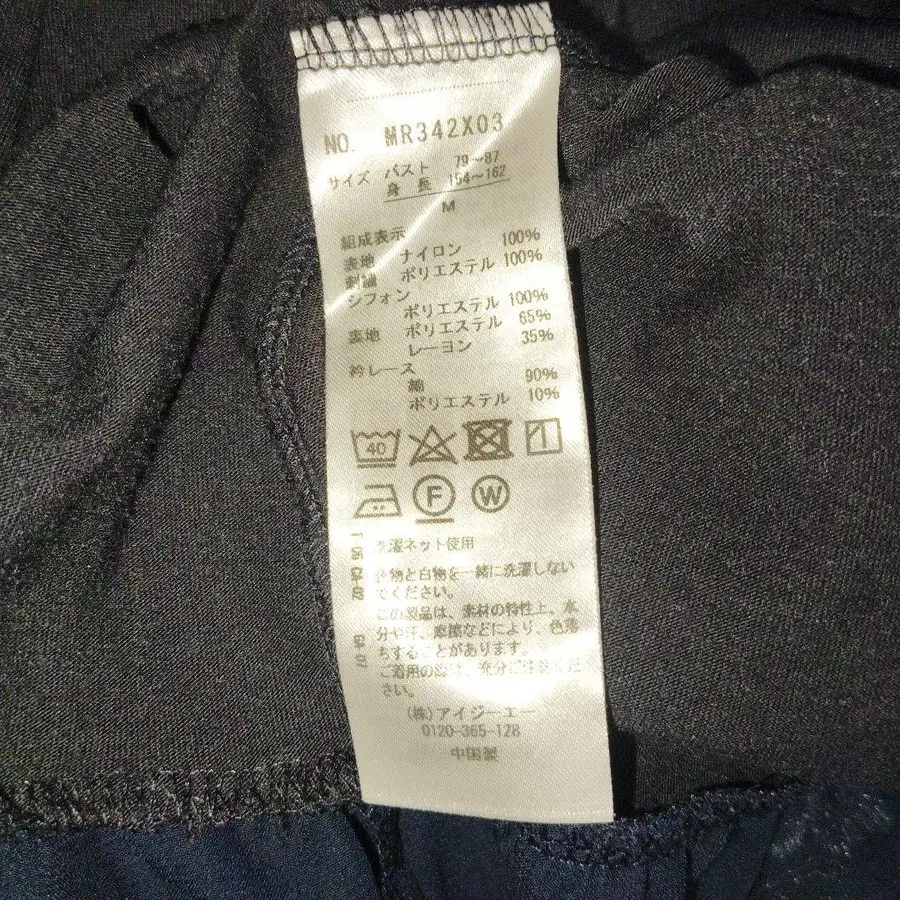 NO. MR342X03
サイズ バスト 79~87
身長 154~162
M
組成表示
表地 ナイロン 100%
刺繍 ポリエステル 100%
シフォン
ポリエステル 100%
裏地 ポリエステル 65%
レーヨン 35%
衿レース
綿 90%
ポリエステル 10%
40
F W
洗濯ネット使用
色物と白物を一緒に洗濯しない
でください。
この製品は、素材の特性上、水
分や汗、摩擦などにより、色落
ちすることがあります。
ご着用の際は、充分ご注意くだ
さい。
(株)アイジーエー
0120-365-128
中国製